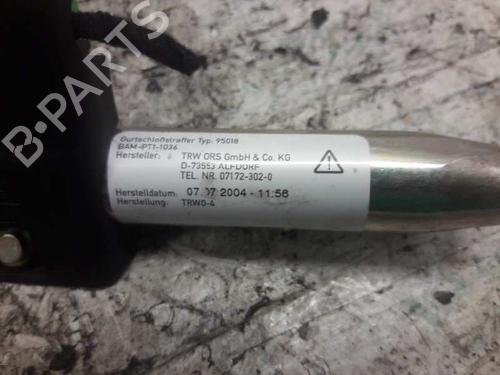 B-PARTS
Gurtschloßstraffer Typ: 95018
BAM-PT1-1036
Hersteller: TRW ORS GmbH & Co. KG
D-73553 ALFDORF
TEL. NR. 07172-302-0
Herstelldatum: 07.07.2004 - 11:56
Herstellung: TRWO-4